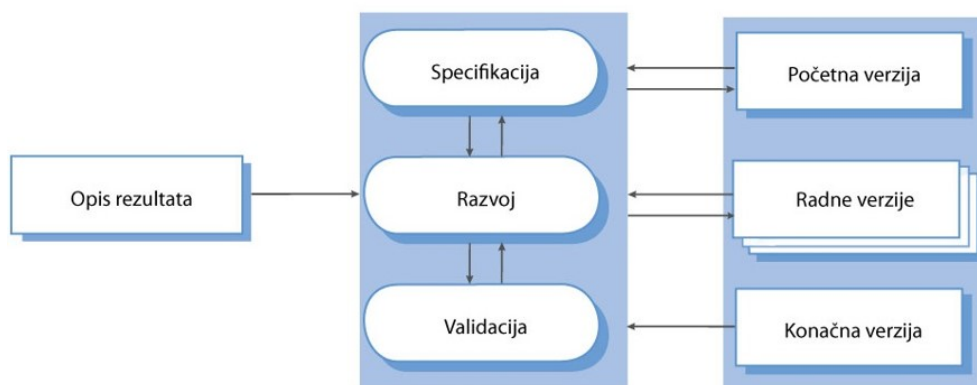 Specifikacija
Početna verzija
Opis rezultata
Razvoj
Radne verzije
Validacija
Konačna verzija